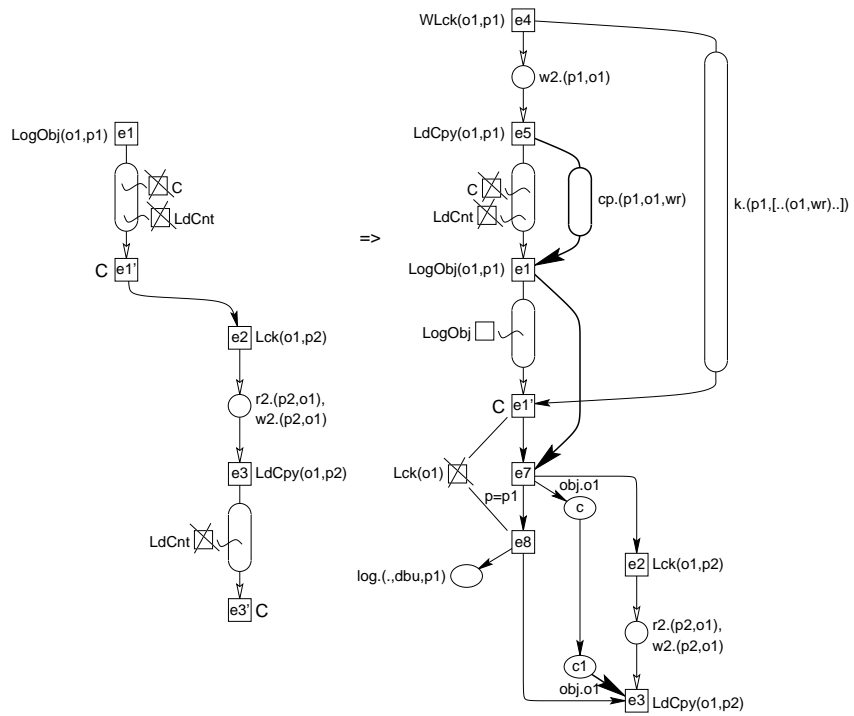 LogObj(o1,p1) e1
C
LdCnt
C e1'
e2 Lck(o1,p2)
r2.(p2,o1),
w2.(p2,o1)
e3 LdCpy(o1,p2)
LdCnt
e3' C
=>
WLck(o1,p1) e4
w2.(p1,o1)
LdCpy(o1,p1) e5
C
LdCnt
cp.(p1,o1,wr)
k.(p1,[..(o1,wr)..])
LogObj(o1,p1) e1
LogObj
C e1'
Lck(o1)
e7
obj.o1
p=p1
c
e8
log.(.,dbu,p1)
e2 Lck(o1,p2)
r2.(p2,o1),
w2.(p2,o1)
c1
obj.o1
e3 LdCpy(o1,p2)